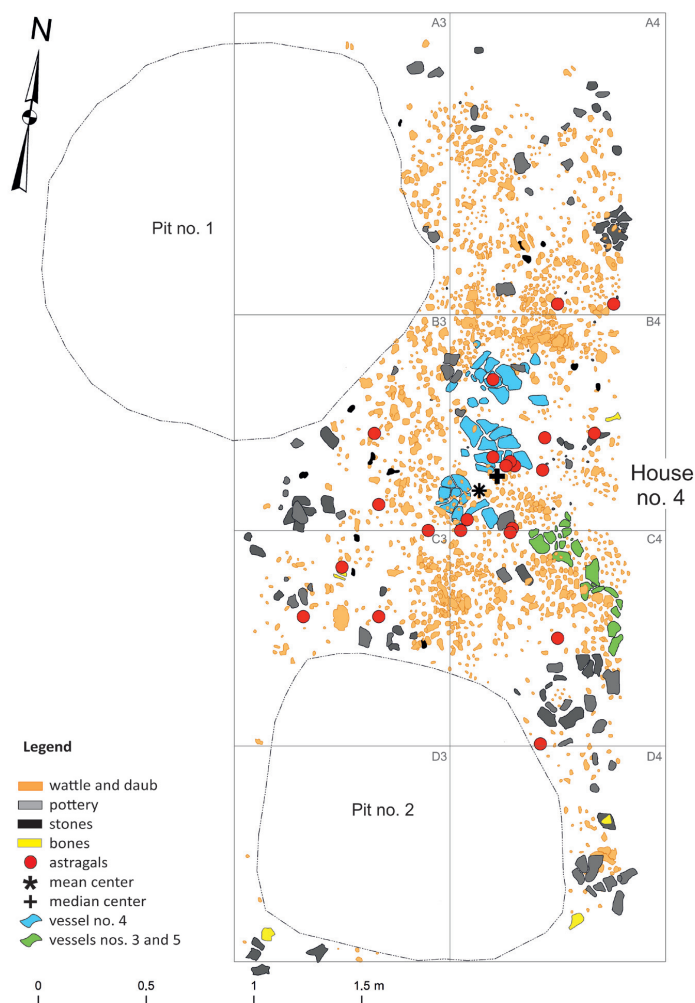 N
A3
A4
Pit no. 1
B3
B4
House
no. 4
C3
C4
D3
D4
Pit no. 2
Legend
wattle and daub
pottery
stones
bones
astragals
mean center
median center
vessel no. 4
vessels nos. 3 and 5
0 0.5 1 1.5 m